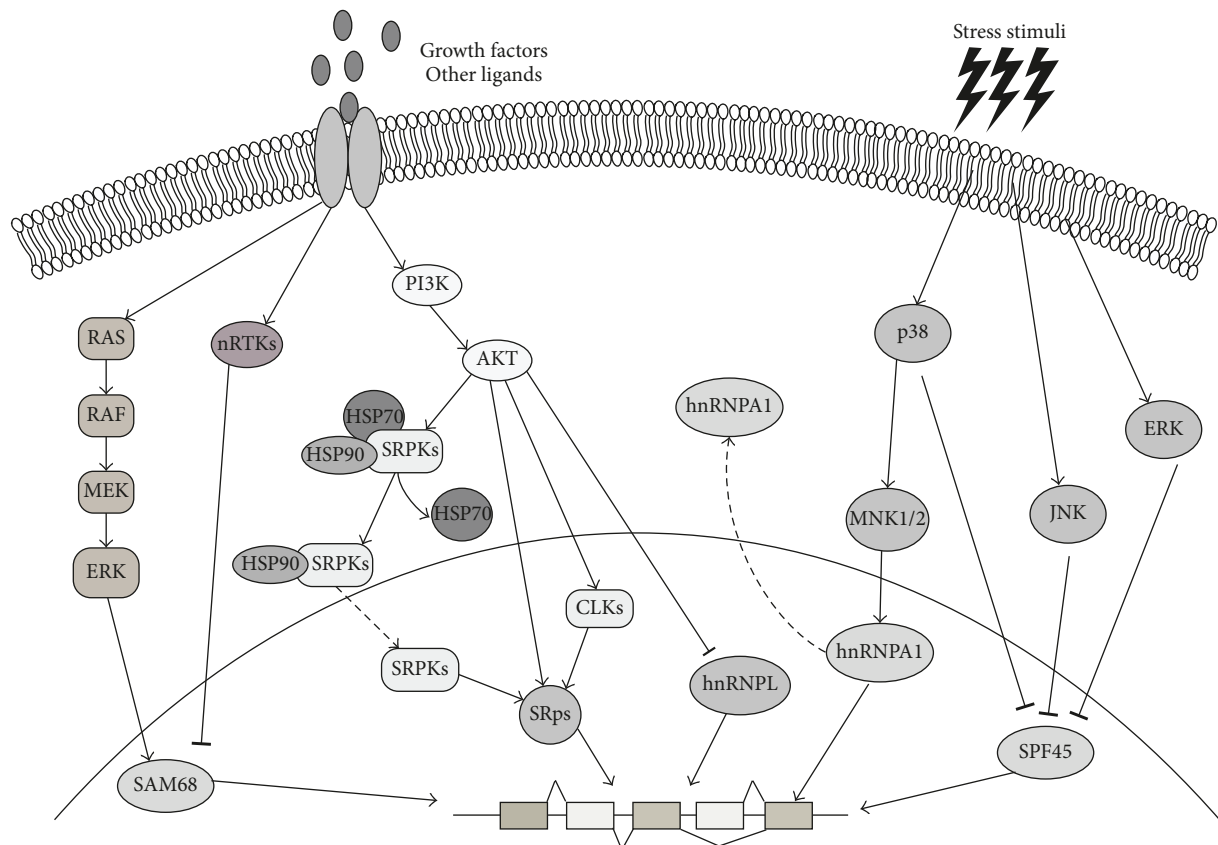 Growth factors
Other ligands
Stress stimuli
PI3K
RAS
nRTKs
p38
AKT
hnRNPA1
HSP70
RAF
ERK
HSP90
SRPKs
MEK
HSP70
MNK1/2
JNK
HSP90
SRPKs
ERK
CLKs
hnRNPA1
SRPKs
hnRNPL
SRps
SPF45
SAM68